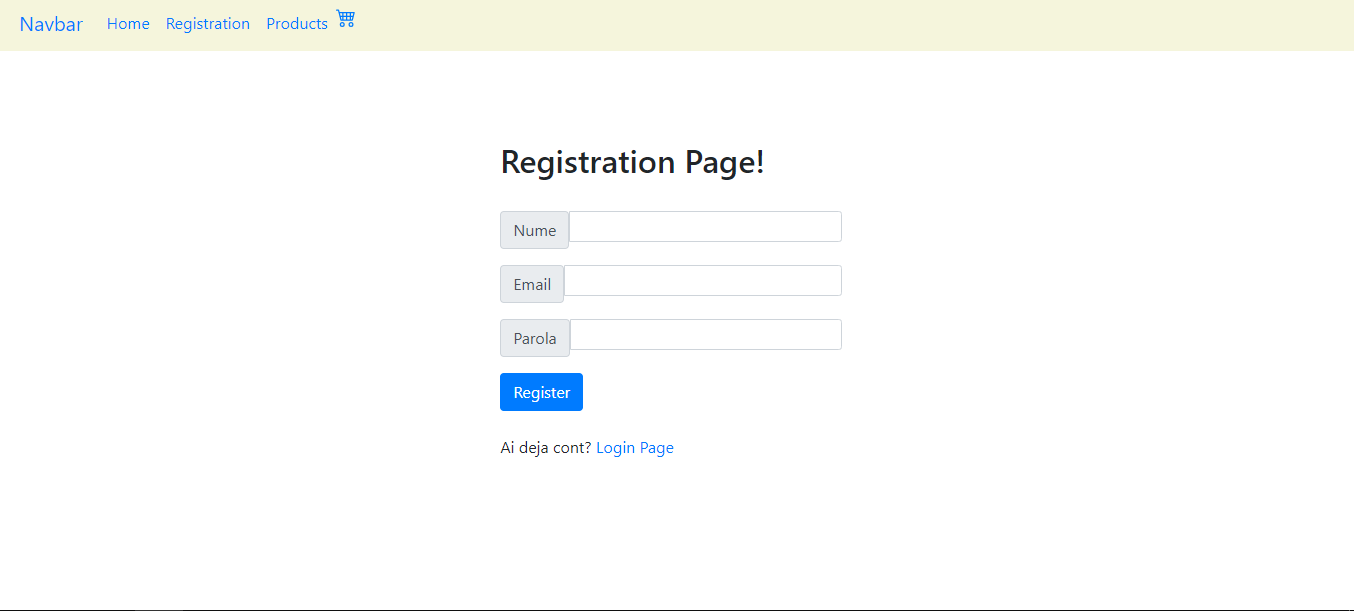 Navbar Home Registration Products
Registration Page!
Nume
Email
Parola
Register
Ai deja cont? Login Page